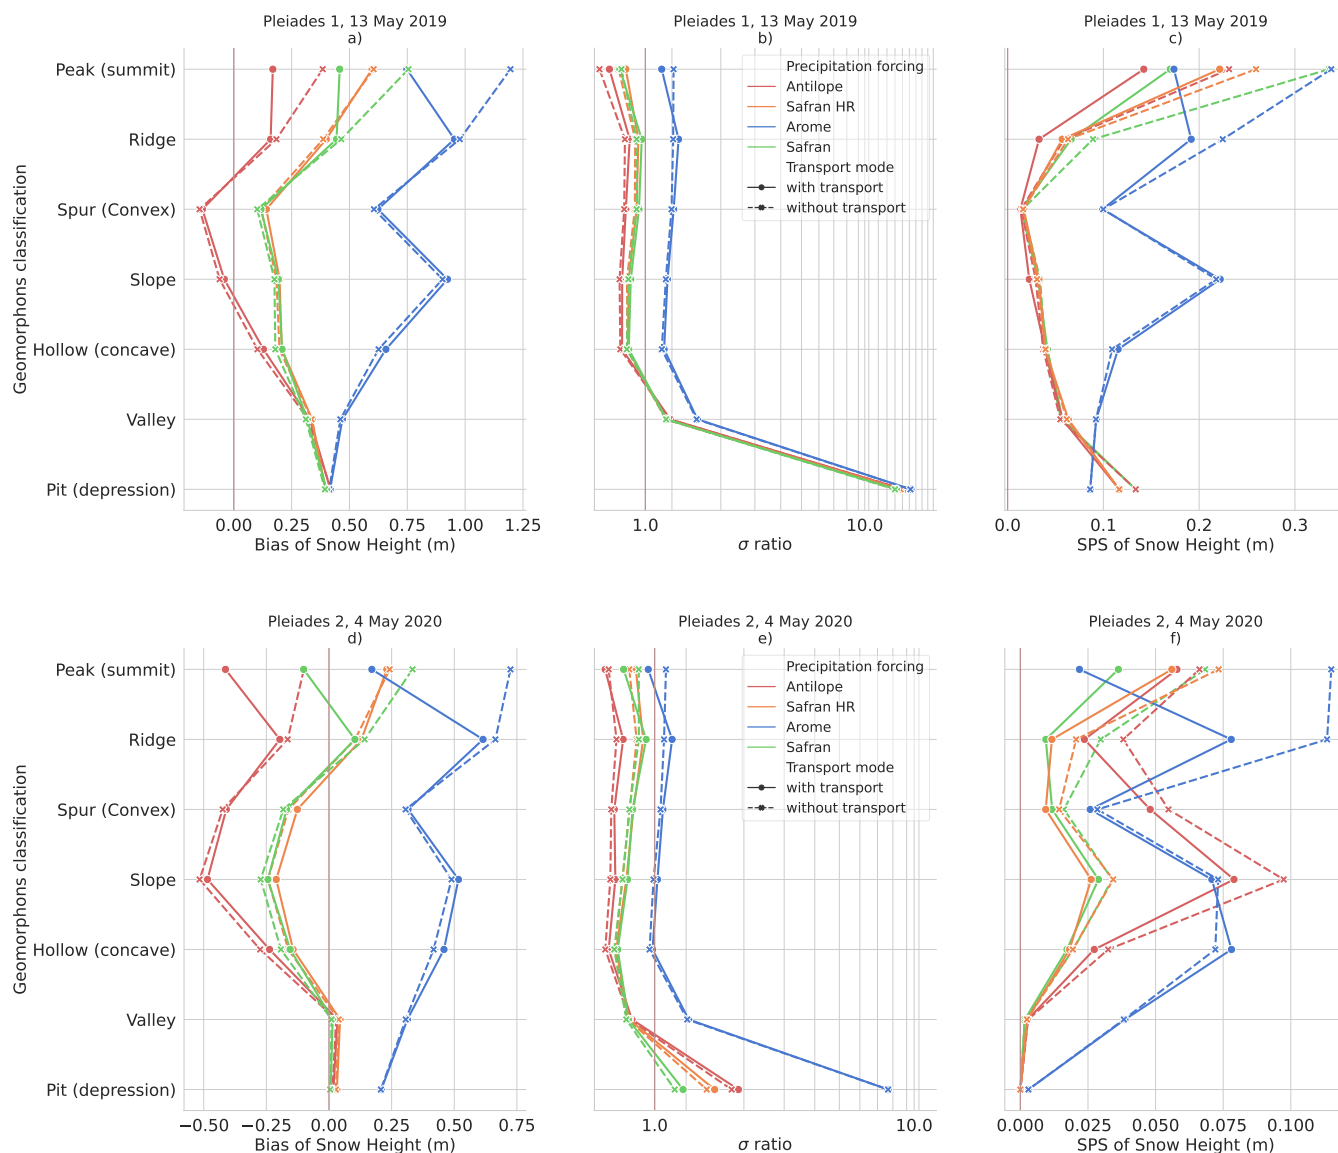 Pleiades 1, 13 May 2019
a)
Pleiades 1, 13 May 2019
b)
Pleiades 1, 13 May 2019
c)
Geomorphons classification
Peak (summit)
Ridge
Spur (Convex)
Slope
Hollow (concave)
Valley
Pit (depression)
Precipitation forcing
Antilope
Safran HR
Arome
Safran
Transport mode
with transport
without transport
0.00 0.25 0.50 0.75 1.00 1.25
Bias of Snow Height (m)
1.0 10.0
σ ratio
0.0 0.1 0.2 0.3
SPS of Snow Height (m)
Pleiades 2, 4 May 2020
d)
Pleiades 2, 4 May 2020
e)
Pleiades 2, 4 May 2020
f)
Geomorphons classification
Peak (summit)
Ridge
Spur (Convex)
Slope
Hollow (concave)
Valley
Pit (depression)
Precipitation forcing
Antilope
Safran HR
Arome
Safran
Transport mode
with transport
without transport
−0.50 −0.25 0.00 0.25 0.50 0.75
Bias of Snow Height (m)
1.0 10.0
σ ratio
0.000 0.025 0.050 0.075 0.100
SPS of Snow Height (m)